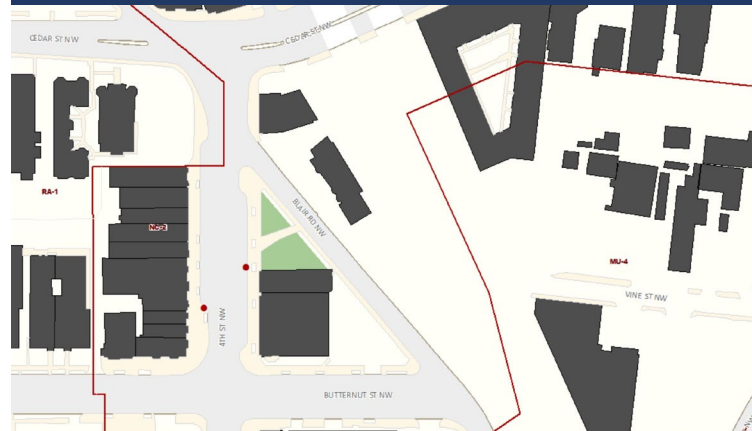 CEDAR ST NW
CEDAR ST NW
RA-1
NC-2
BLAIR RD NW
MU-4
VINE ST NW
4TH ST NW
BUTTERNUT ST NW